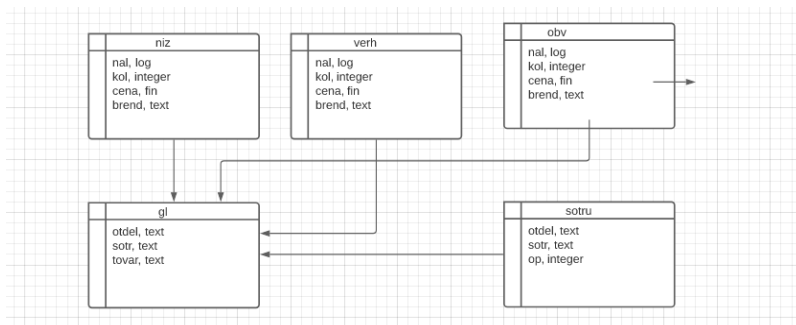 niz
nal, log
kol, integer
cena, fin
brend, text
verh
nal, log
kol, integer
cena, fin
brend, text
obv
nal, log
kol, integer
cena, fin
brend, text
gl
otdel, text
sotr, text
tovar, text
sotru
otdel, text
sotr, text
op, integer